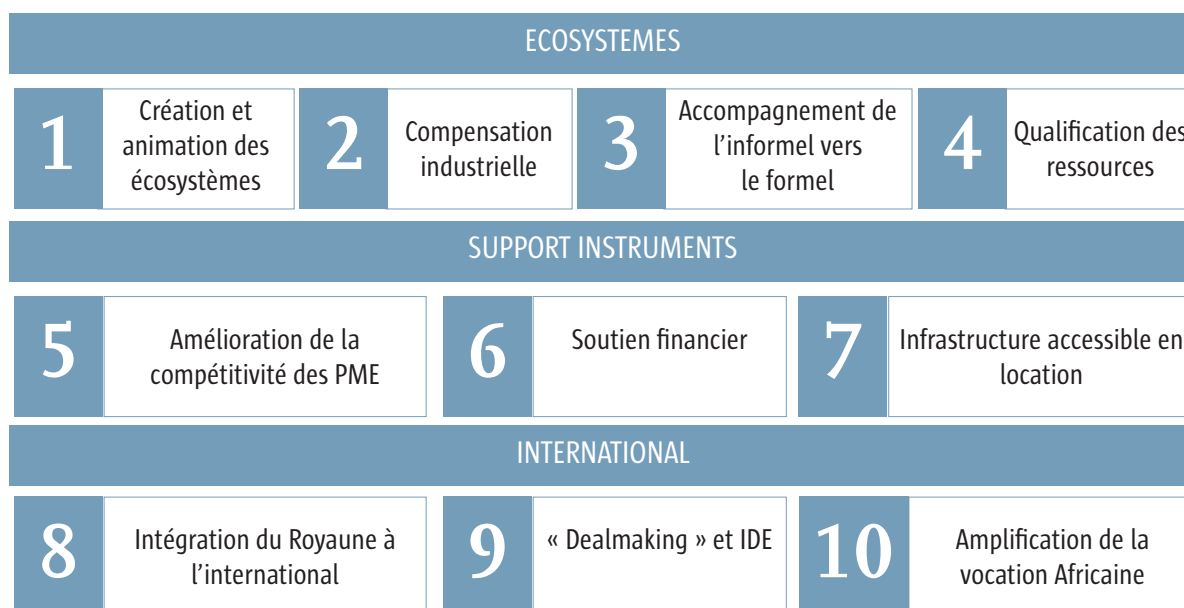 ECOSYSTEMES
1
Création et
animation des
écosystèmes
2
Compensation
industrielle
3
Accompagnement de
l’informel vers
le formel
4
Qualification des
ressources
SUPPORT INSTRUMENTS
5
Amélioration de la
compétitivité des PME
6
Soutien financier
7
Infrastructure accessible en
location
INTERNATIONAL
8
Intégration du Royaune à
l’international
9
« Dealmaking » et IDE
10
Amplification de la
vocation Africaine